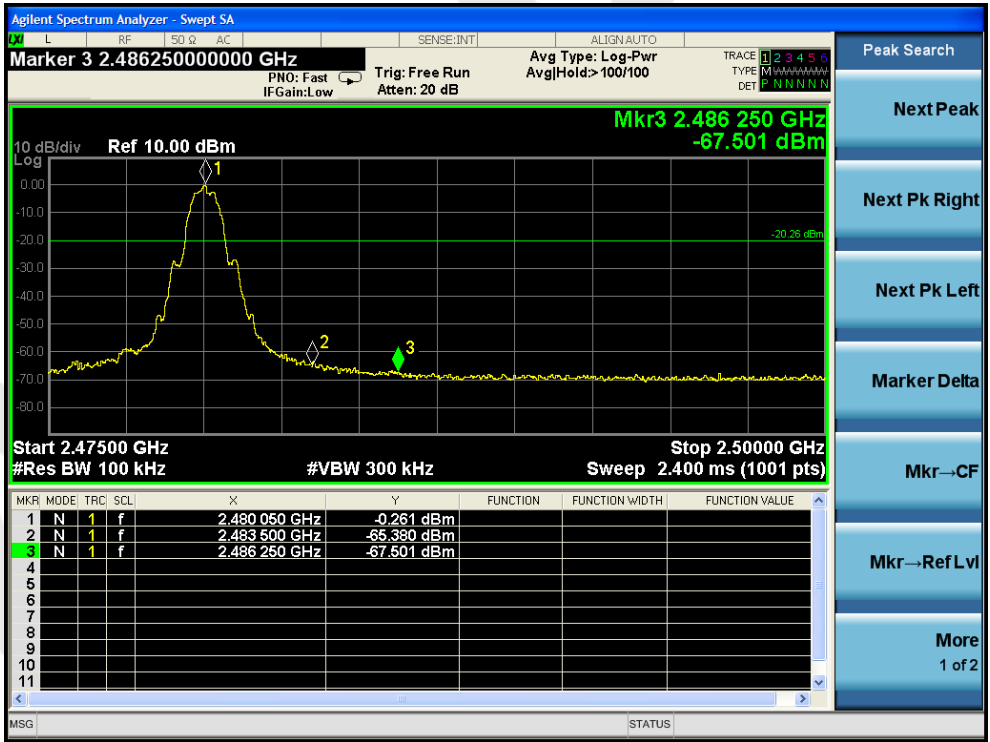 Agilent Spectrum Analyzer - Swept SA
LXI L RF 50 Ω AC SENSE:INT ALIGN AUTO
Marker 3 2.486250000000 GHz
PNO: Fast
IFGain:Low
Trig: Free Run
Atten: 20 dB
Avg Type: Log-Pwr
Avg|Hold:> 100/100
TRACE 1 2 3 4 5 6
TYPE M WWWWW
DET P N N N N N
Mkr3 2.486 250 GHz
-67.501 dBm
10 dB/div Ref 10.00 dBm
Log
0.00
-10.0
-20.0
-30.0
-40.0
-50.0
-60.0
-70.0
-80.0
1
-20.26 dBm
2
3
Start 2.47500 GHz Stop 2.50000 GHz
#Res BW 100 kHz #VBW 300 kHz Sweep 2.400 ms (1001 pts)
MKR MODE TRC SCL X Y FUNCTION FUNCTION WIDTH FUNCTION VALUE
1 N 1 f 2.480 050 GHz -0.261 dBm
2 N 1 f 2.483 500 GHz -65.380 dBm
3 N 1 f 2.486 250 GHz -67.501 dBm
4
5
6
7
8
9
10
11
MSG STATUS
Peak Search
Next Peak
Next Pk Right
Next Pk Left
Marker Delta
Mkr→CF
Mkr→Ref Lvl
More
1 of 2